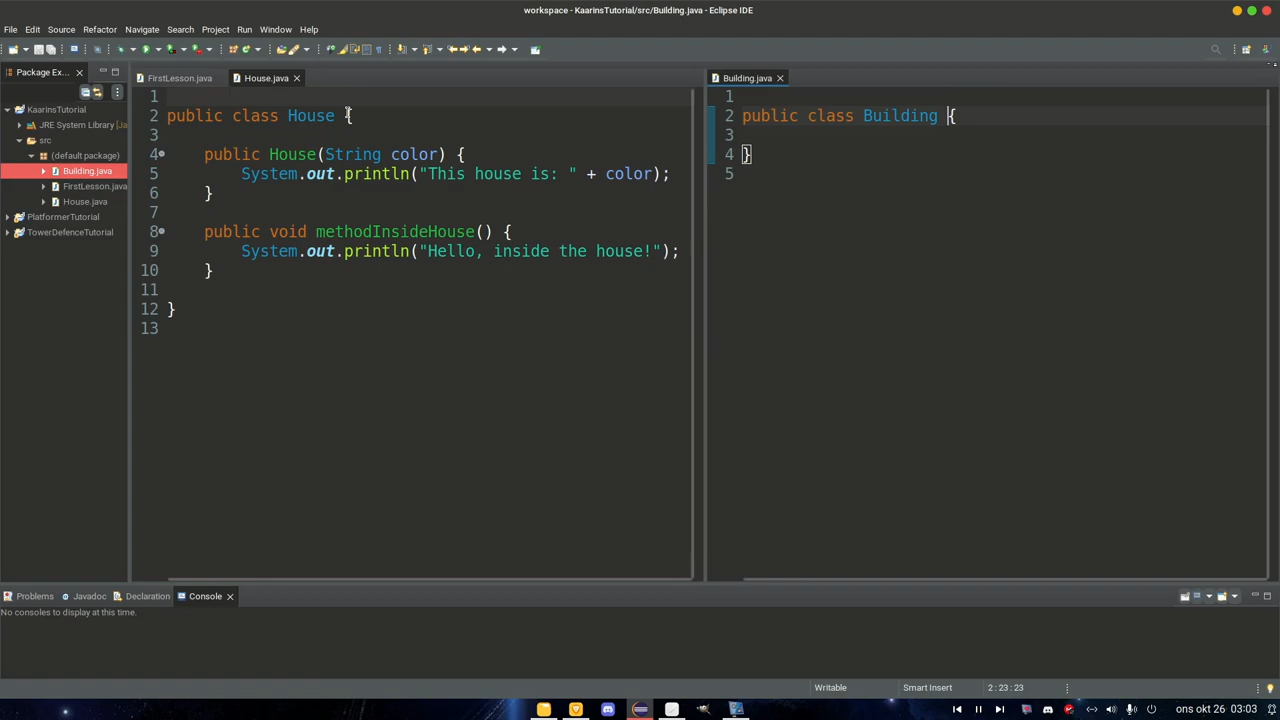 workspace - KaarinsTutorial/src/Building.java - Eclipse IDE
File Edit Source Refactor Navigate Search Project Run Window Help
Package Ex...
KaarinsTutorial
JRE System Library [Ja
src
(default package)
Building.java
FirstLesson.java
House.java
PlatformerTutorial
TowerDefenceTutorial
FirstLesson.java House.java
1
2 public class House {
3
4 public House(String color) {
5 System.out.println("This house is: " + color);
6 }
7
8 public void methodInsideHouse() {
9 System.out.println("Hello, inside the house!");
10 }
11
12 }
13
Building.java
1
2 public class Building {
3
4 }
5
Problems Javadoc Declaration Console
No consoles to display at this time.
Writable Smart Insert 2 : 23 : 23
ons okt 26 03:03